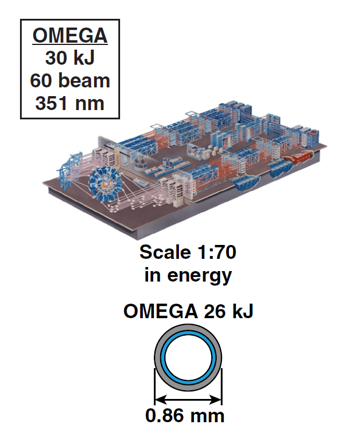 OMEGA
30 kJ
60 beam
351 nm
Scale 1:70
in energy
OMEGA 26 kJ
0.86 mm